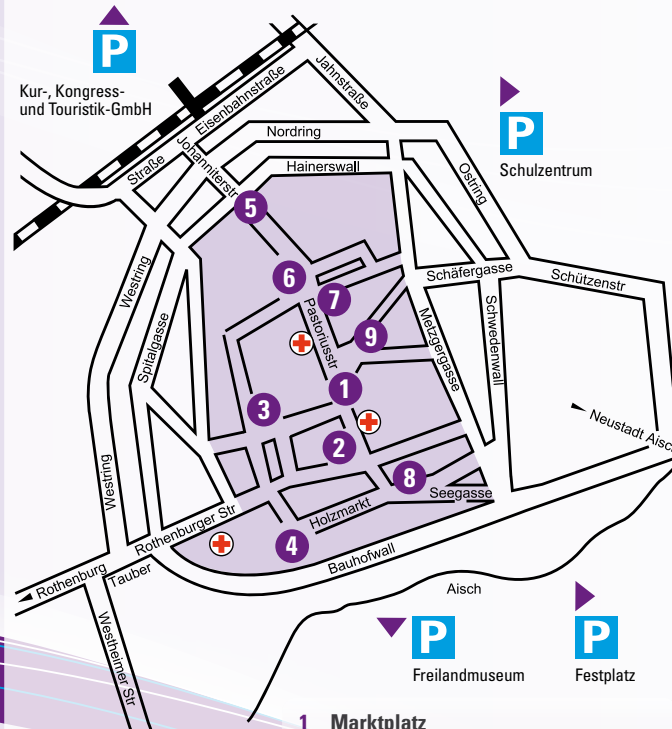 P
Kur-, Kongress-
und Touristik-GmbH
Eisenbahnstraße
Jahnstraße
Straße
Johanniterstr
Nordring
Hainerswall
Ostring
P
Schulzentrum
5
6
7
9
Pastoriusstr
Schäfergasse
Schützenstr
Metzgergasse
Schwedenwall
Westring
Spitalgasse
1
3
2
8
Neustadt Aisch
Westring
Rothenburger Str
Holzmarkt
Seegasse
4
Bauhofwall
Rothenburg
Tauber
Westheimer Str
Aisch
P
Freilandmuseum
P
Festplatz
1 Marktplatz